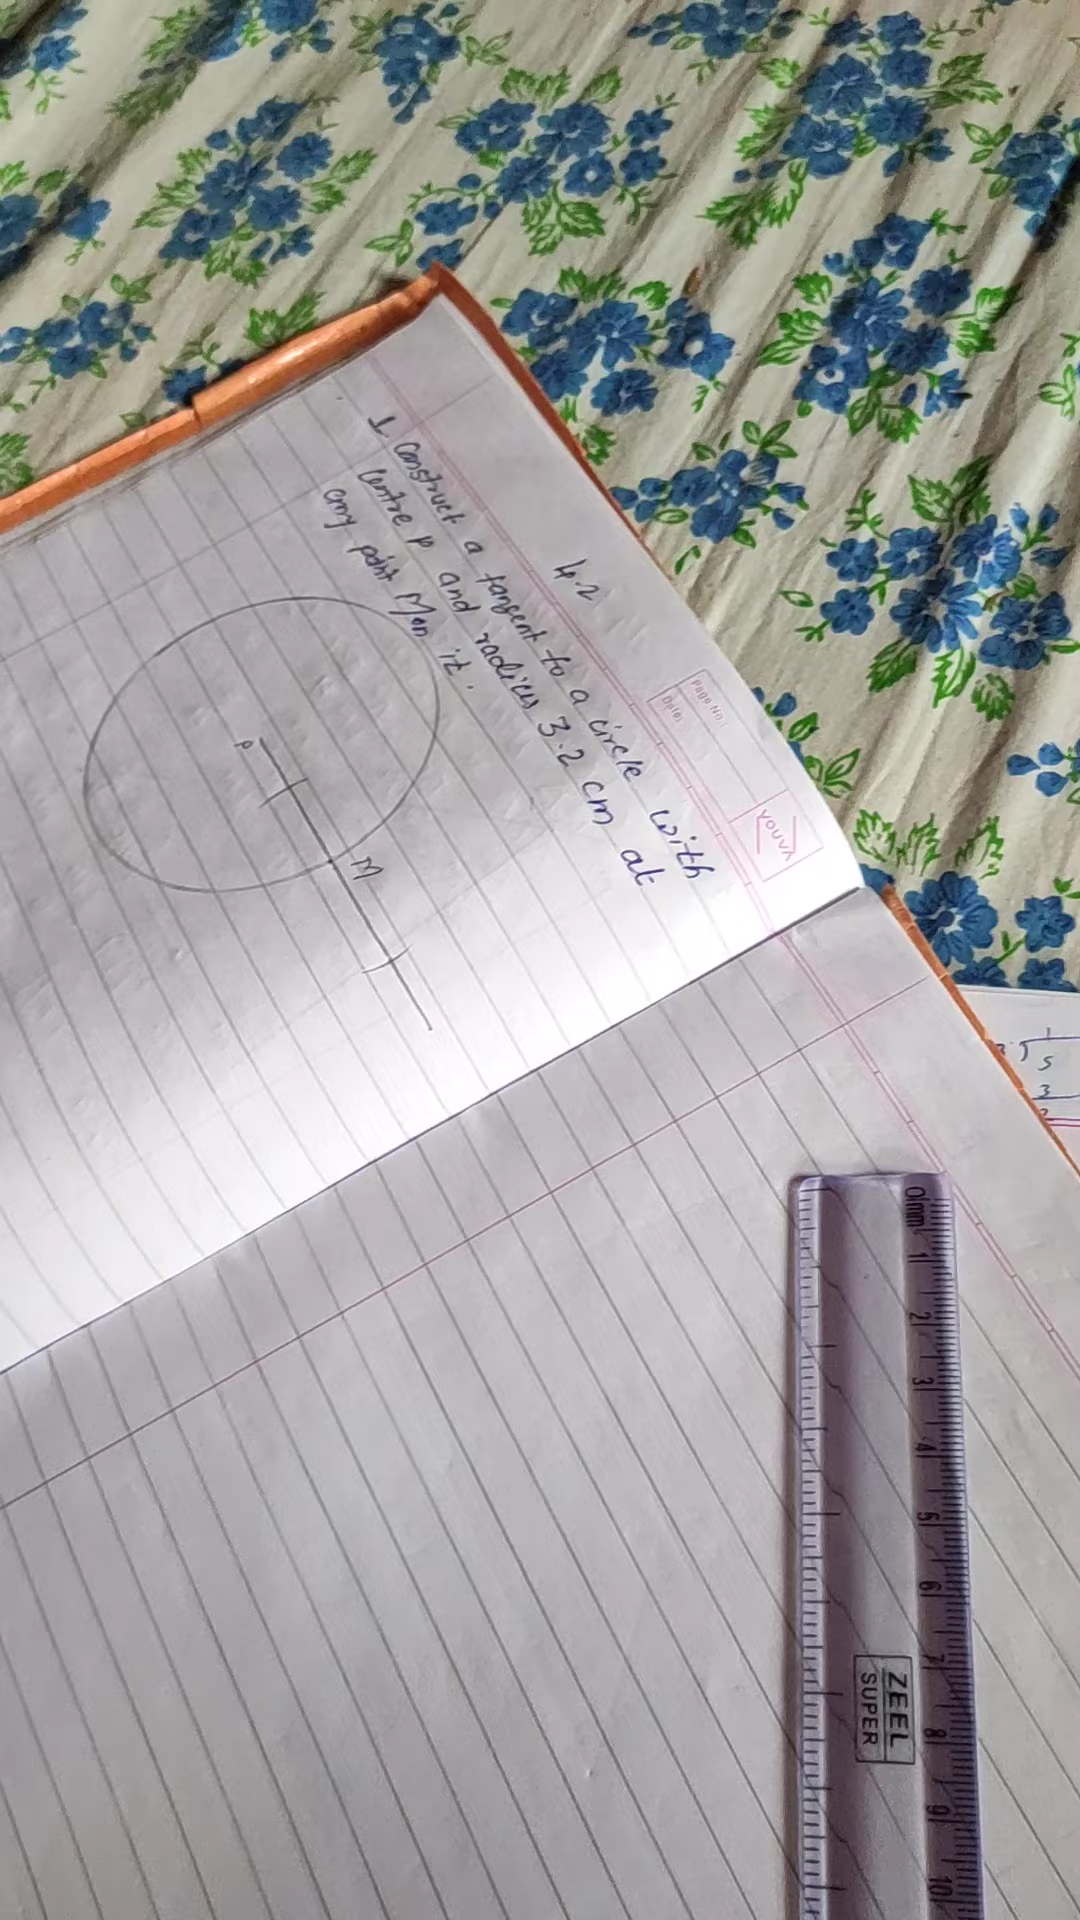 Page No.:
Date:
YOUVA
4.2
1 Construct a tangent to a circle with
centre P and radius 3.2 cm at
any point M on it.
P
M
0 mm 1 2 3 4 5 6 7 8 9 10
ZEEL
SUPER